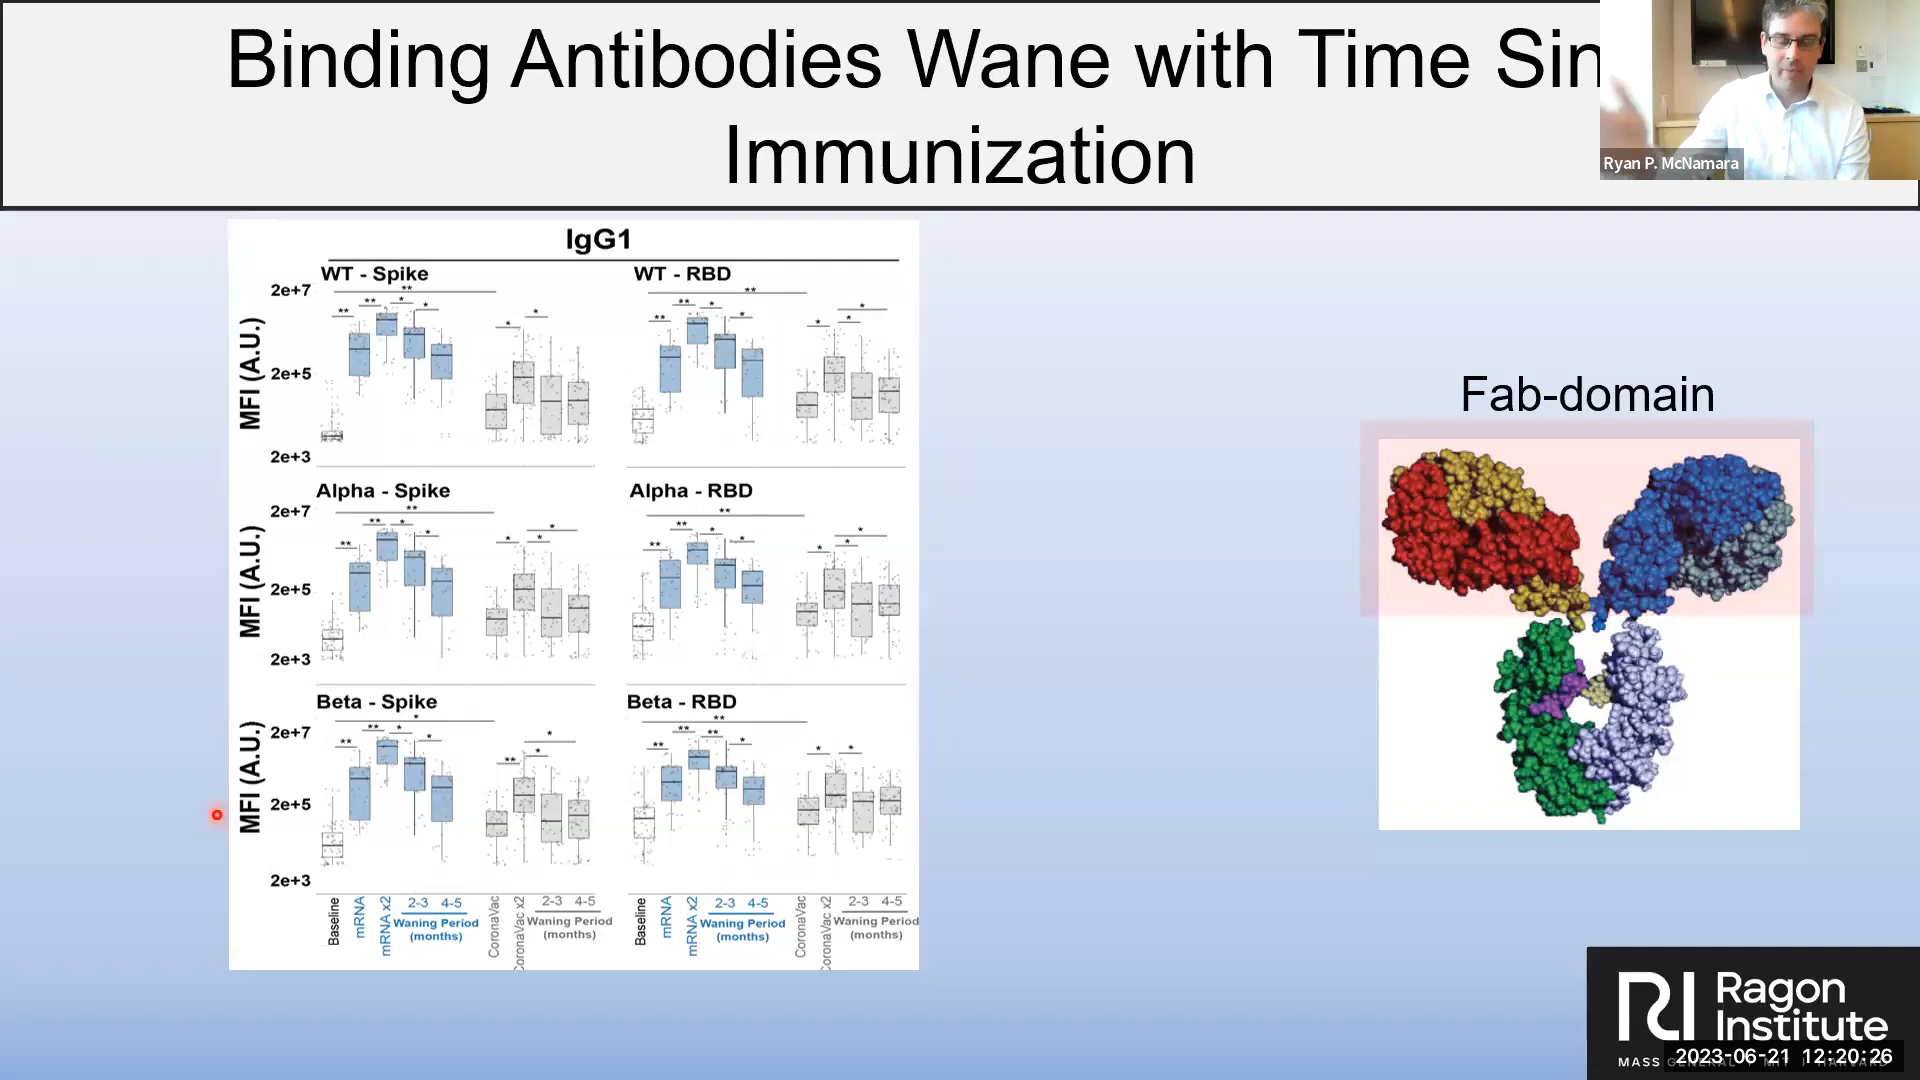 Binding Antibodies Wane with Time Sin
Immunization
Ryan P. McNamara
IgG1
WT - Spike
WT - RBD
MFI (A.U.)
2e+7
2e+5
2e+3
** ** * * ** * *
** ** * * ** * * *
Alpha - Spike
Alpha - RBD
MFI (A.U.)
2e+7
2e+5
2e+3
** ** * * ** * * *
** ** * * ** * * *
Beta - Spike
Beta - RBD
MFI (A.U.)
2e+7
2e+5
2e+3
** ** * * * ** * *
** ** ** * ** * *
Baseline
mRNA
mRNA x2
2-3 4-5
Waning Period
(months)
CoronaVac
CoronaVac x2
2-3 4-5
Waning Period
(months)
Baseline
mRNA
mRNA x2
2-3 4-5
Waning Period
(months)
CoronaVac
CoronaVac x2
2-3 4-5
Waning Period
(months)
Fab-domain
RI Ragon
Institute
MASS
2023-06-21 12:20:26